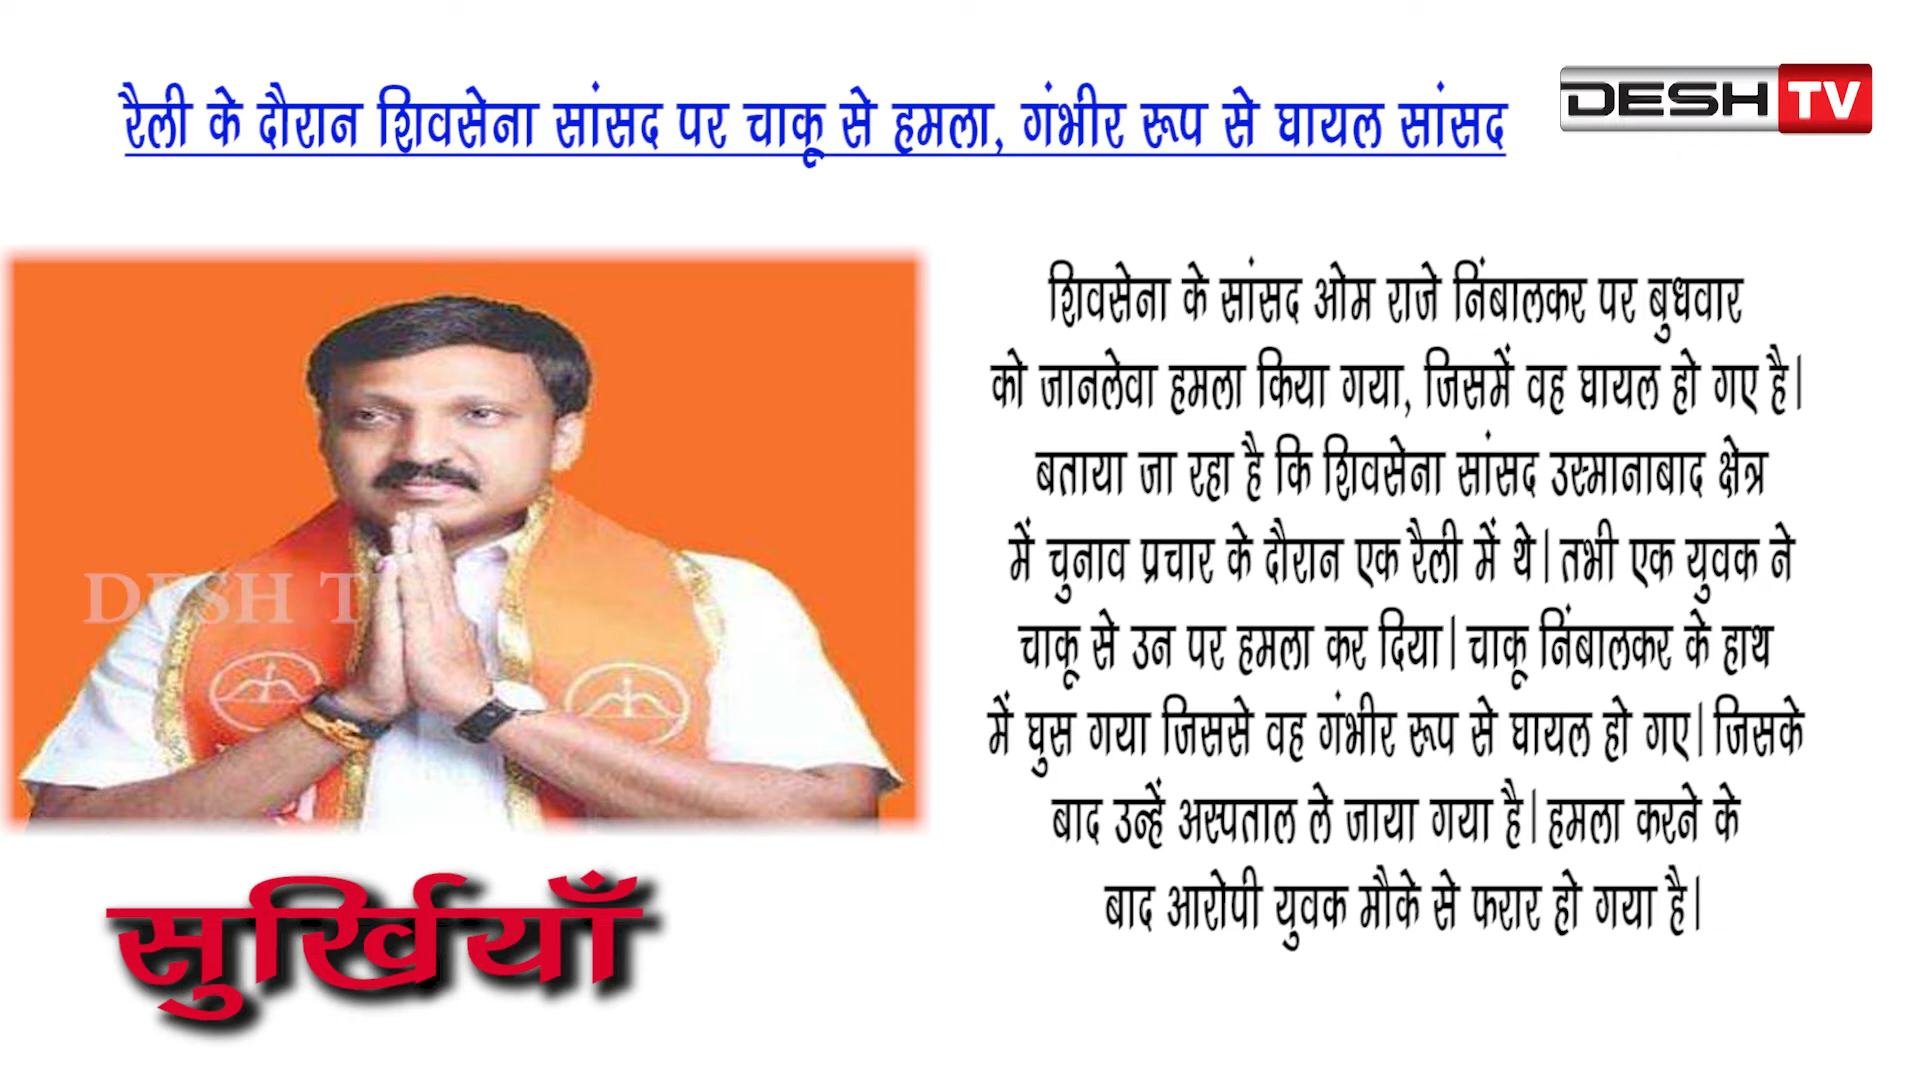 रैली के दौरान शिवसेना सांसद पर चाकू से हमला, गंभीर रूप से घायल सांसद
DESH TV
शिवसेना के सांसद ओम राजे निंबालकर पर बुधवार
को जानलेवा हमला किया गया, जिसमें वह घायल हो गए है।
बताया जा रहा है कि शिवसेना सांसद उस्मानाबाद क्षेत्र
में चुनाव प्रचार के दौरान एक रैली में थे। तभी एक युवक ने
चाकू से उन पर हमला कर दिया। चाकू निंबालकर के हाथ
में घुस गया जिससे वह गंभीर रूप से घायल हो गए। जिसके
बाद उन्हें अस्पताल ले जाया गया है। हमला करने के
बाद आरोपी युवक मौके से फरार हो गया है।
DESH T
सुर्खियाँ